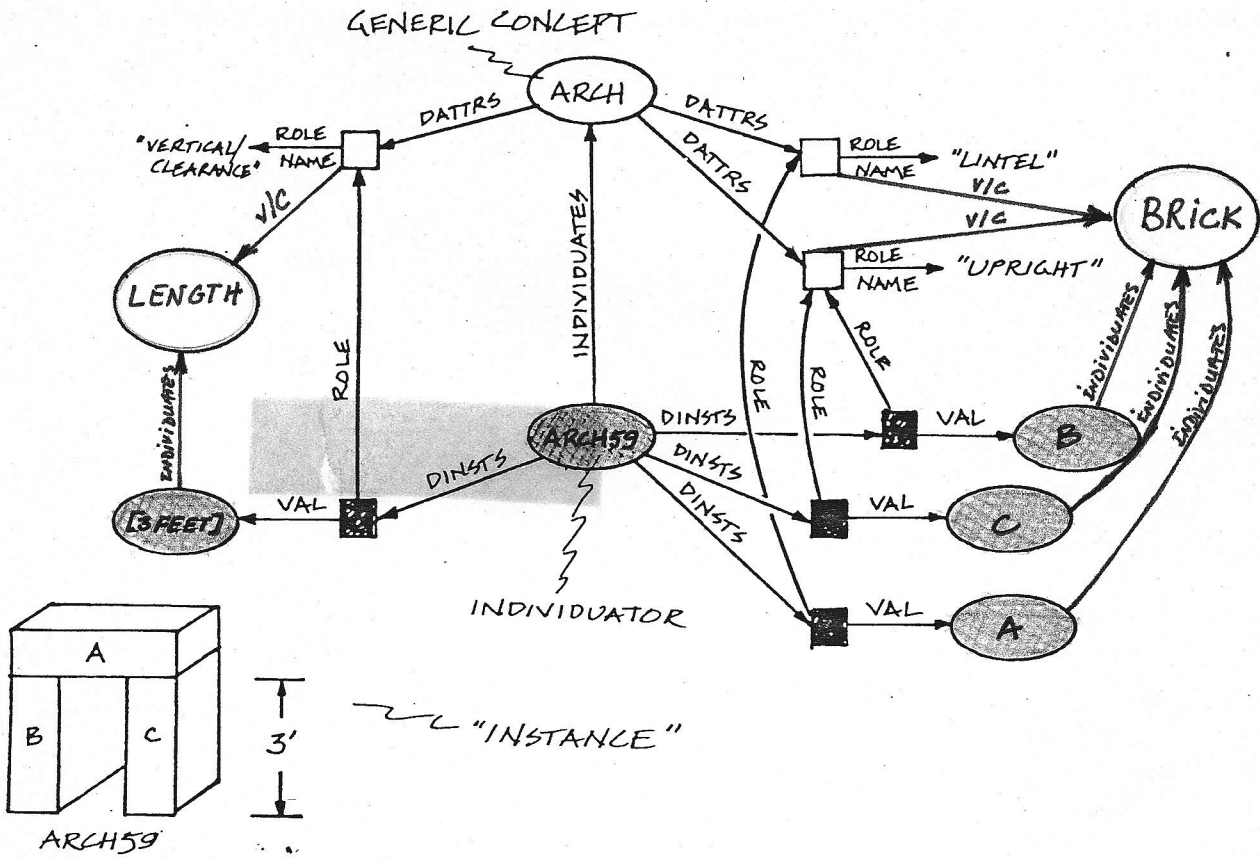 GENERIC CONCEPT
ARCH
DATTRS
DATTRS
DATTRS
"VERTICAL/
CLEARANCE"
ROLE
NAME
ROLE
NAME
"LINTEL"
V/C
V/C
V/C
BRICK
ROLE
NAME
"UPRIGHT"
LENGTH
INDIVIDUATES
ROLE
ROLE
ROLE
ROLE
INDIVIDUATES
INDIVIDUATES
INDIVIDUATES
INDIVIDUATES
ARCH59
DINSTS
VAL
B
DINSTS
DINSTS
DINSTS
[3 FEET]
VAL
VAL
C
VAL
A
INDIVIDUATOR
A
B
C
3'
"INSTANCE"
ARCH59